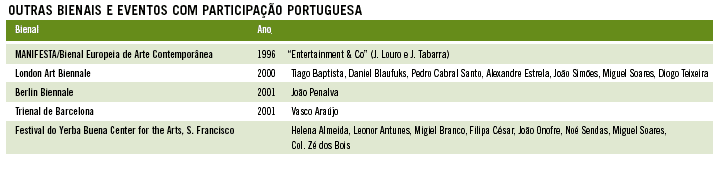 OUTRAS BIENAIS E EVENTOS COM PARTICIPAÇÃO PORTUGUESA
Bienal Ano
MANIFESTA/Bienal Europeia de Arte Contemporânea 1996 "Entertainment & Co" (J. Louro e J. Tabarra)
London Art Biennale 2000 Tiago Baptista, Daniel Blaufuks, Pedro Cabral Santo, Alexandre Estrela, João Simões, Miguel Soares, Diogo Teixeira
Berlin Biennale 2001 João Penalva
Trienal de Barcelona 2001 Vasco Araújo
Festival do Yerba Buena Center for the Arts, S. Francisco Helena Almeida, Leonor Antunes, Migiel Branco, Filipa César, João Onofre, Noé Sendas, Miguel Soares,
Col. Zé dos Bois